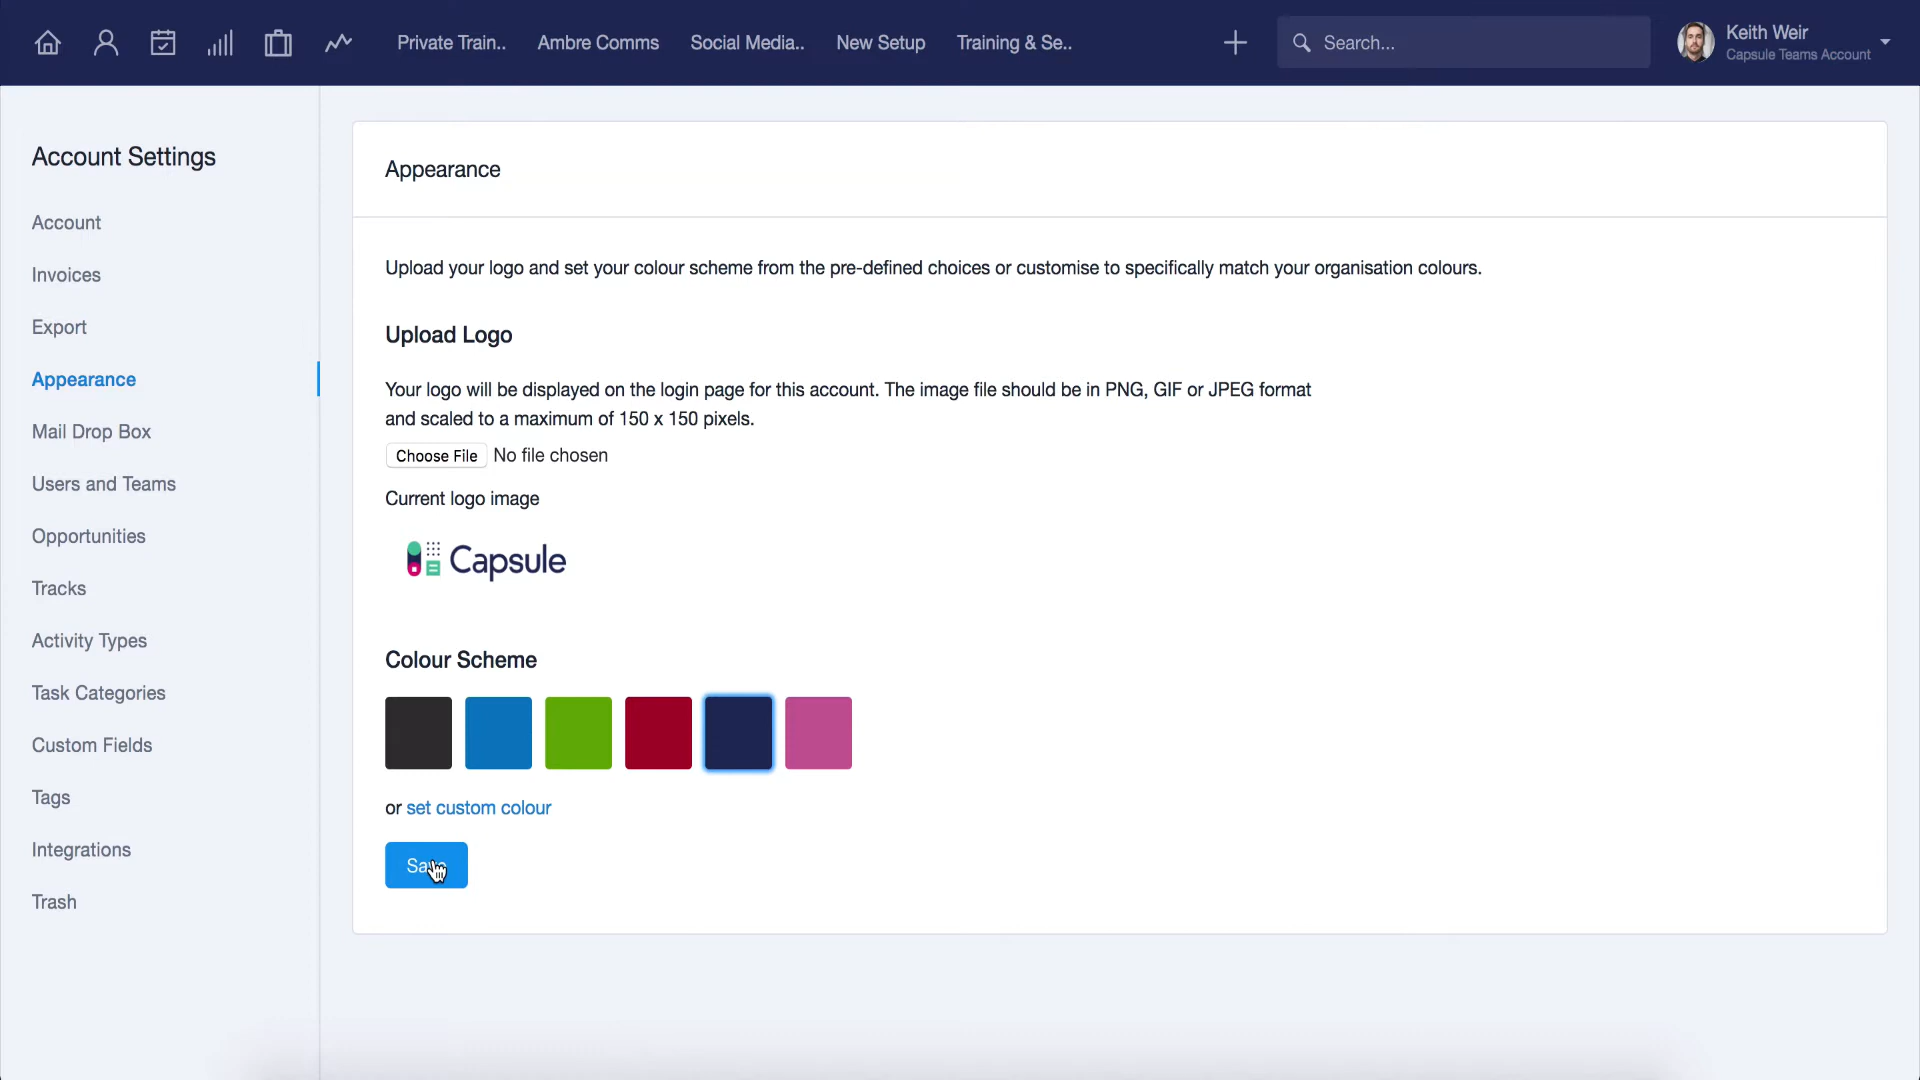 Private Train..
Ambre Comms
Social Media..
New Setup
Training & Se..
Search...
Keith Weir
Capsule Teams Account
Account Settings
Account
Invoices
Export
Appearance
Mail Drop Box
Users and Teams
Opportunities
Tracks
Activity Types
Task Categories
Custom Fields
Tags
Integrations
Trash
Appearance
Upload your logo and set your colour scheme from the pre-defined choices or customise to specifically match your organisation colours.
Upload Logo
Your logo will be displayed on the login page for this account. The image file should be in PNG, GIF or JPEG format
and scaled to a maximum of 150 x 150 pixels.
Choose File No file chosen
Current logo image
Capsule
Colour Scheme
or set custom colour
Save